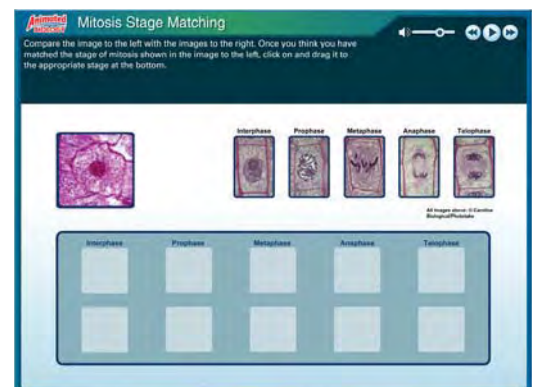 Animated
Biology
Mitosis Stage Matching
Compare the image to the left with the images to the right. Once you think you have
matched the stage of mitosis shown in the image to the left, click on and drag it to
the appropriate stage at the bottom.
Interphase Prophase Metaphase Anaphase Telophase
All images above: © Carolina
Biological/Phototake
Interphase Prophase Metaphase Anaphase Telophase